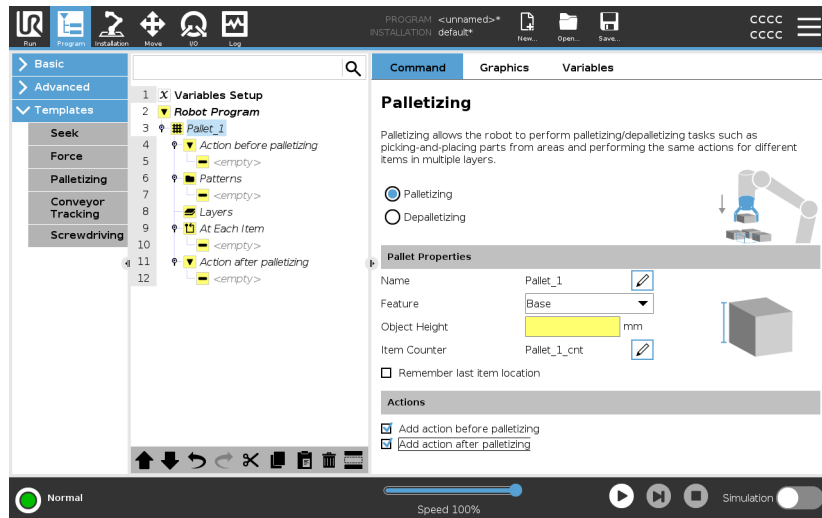 UR
Run
Program
Installation
Move
I/O
Log
PROGRAM <unnamed>*
INSTALLATION default*
New...
Open...
Save...
CCCC
CCCC
Basic
Advanced
Templates
Seek
Force
Palletizing
Conveyor
Tracking
Screwdriving
1 X Variables Setup
2 Robot Program
3 Pallet_1
4 Action before palletizing
5 <empty>
6 Patterns
7 <empty>
8 Layers
9 At Each Item
10 <empty>
11 Action after palletizing
12 <empty>
Command Graphics Variables
Palletizing
Palletizing allows the robot to perform palletizing/depalletizing tasks such as
picking-and-placing parts from areas and performing the same actions for different
items in multiple layers.
Palletizing
Depalletizing
Pallet Properties
Name Pallet_1
Feature Base
Object Height mm
Item Counter Pallet_1_cnt
Remember last item location
Actions
Add action before palletizing
Add action after palletizing
Normal
Speed 100%
Simulation